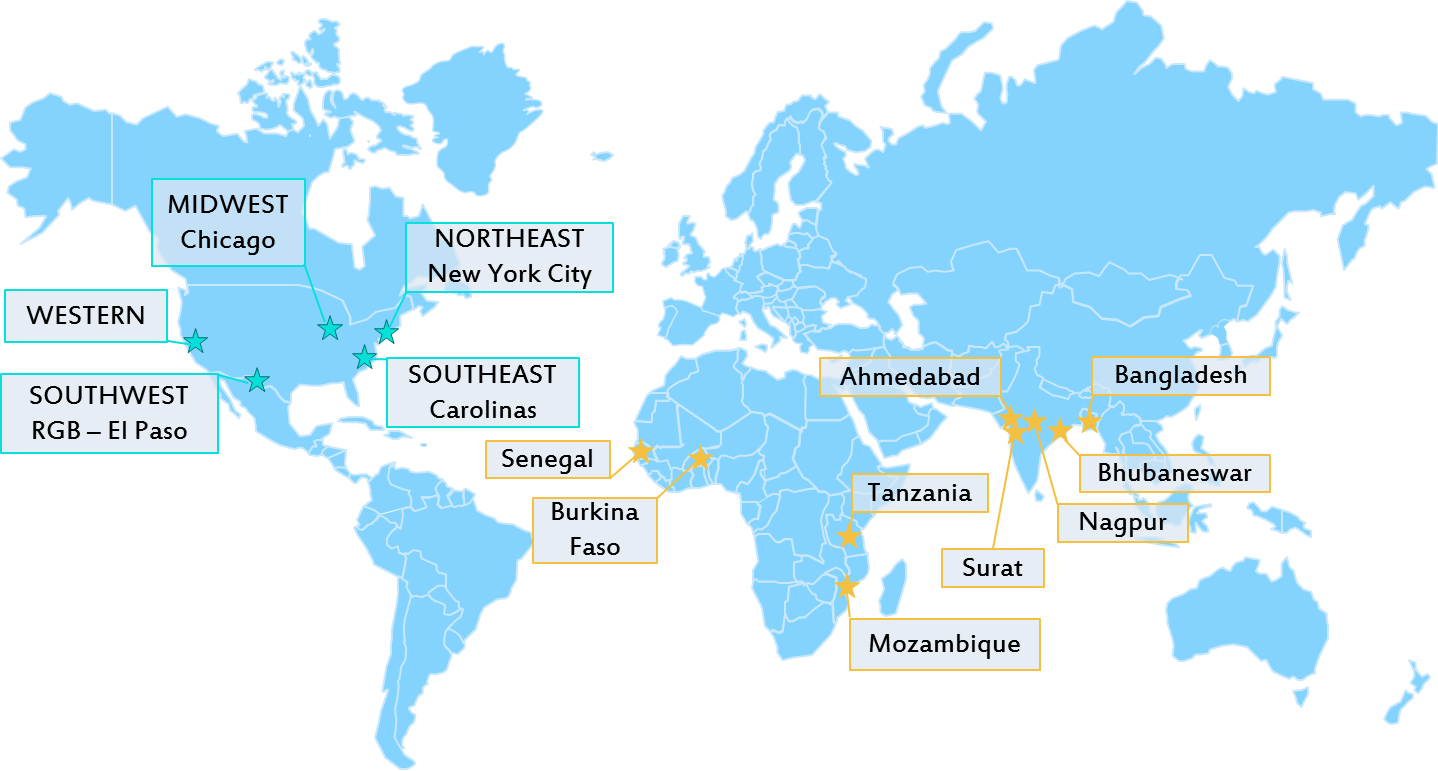 MIDWEST
Chicago
NORTHEAST
New York City
WESTERN
SOUTHWEST
RGB – El Paso
SOUTHEAST
Carolinas
Senegal
Burkina
Faso
Tanzania
Mozambique
Ahmedabad
Bangladesh
Bhubaneswar
Nagpur
Surat